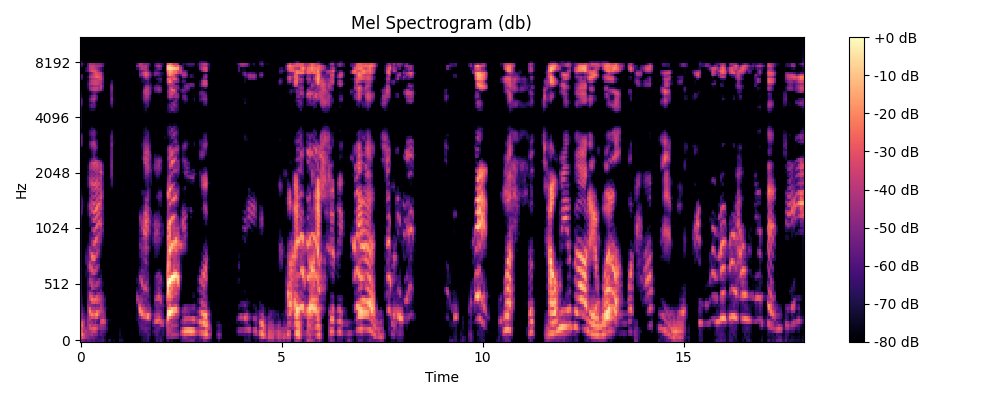 Mel Spectrogram (db)
8192
4096
2048
1024
512
0
Hz
0
5
10
15
Time
+0 dB
-10 dB
-20 dB
-30 dB
-40 dB
-50 dB
-60 dB
-70 dB
-80 dB